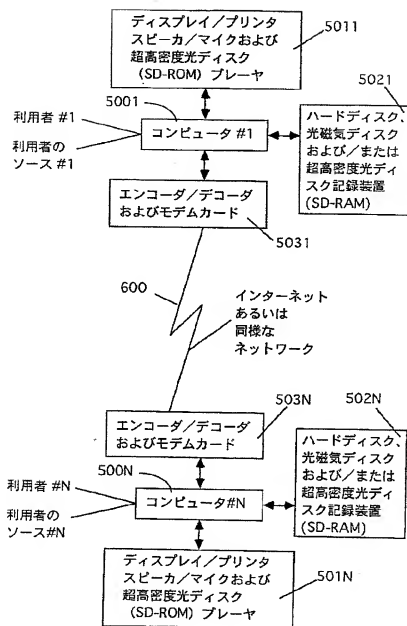 ディスプレイ/プリンタ
スピーカ/マイクおよび
超高密度光ディスク
(SD-ROM) プレーヤ
5011
5001
利用者 #1
利用者の
ソース #1
コンピュータ #1
5021
ハードディスク、
光磁気ディスク
および/または
超高密度光ディ
スク記録装置
(SD-RAM)
エンコーダ/デコーダ
およびモデムカード
5031
600
インターネット
あるいは
同様な
ネットワーク
503N
エンコーダ/デコーダ
およびモデムカード
502N
ハードディスク、
光磁気ディスク
および/または
超高密度光ディ
スク記録装置
(SD-RAM)
500N
利用者 #N
利用者の
ソース#N
コンピュータ#N
ディスプレイ/プリンタ
スピーカ/マイクおよび
超高密度光ディスク
(SD-ROM) プレーヤ
501N